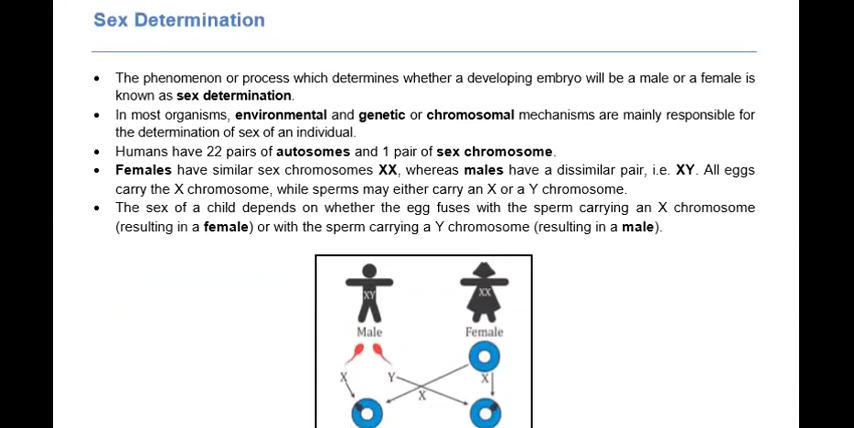 Sex Determination
• The phenomenon or process which determines whether a developing embryo will be a male or a female is
known as sex determination.
• In most organisms, environmental and genetic or chromosomal mechanisms are mainly responsible for
the determination of sex of an individual.
• Humans have 22 pairs of autosomes and 1 pair of sex chromosome.
• Females have similar sex chromosomes XX, whereas males have a dissimilar pair, i.e. XY. All eggs
carry the X chromosome, while sperms may either carry an X or a Y chromosome.
• The sex of a child depends on whether the egg fuses with the sperm carrying an X chromosome
(resulting in a female) or with the sperm carrying a Y chromosome (resulting in a male).
XY XX
Male Female
X Y X
X